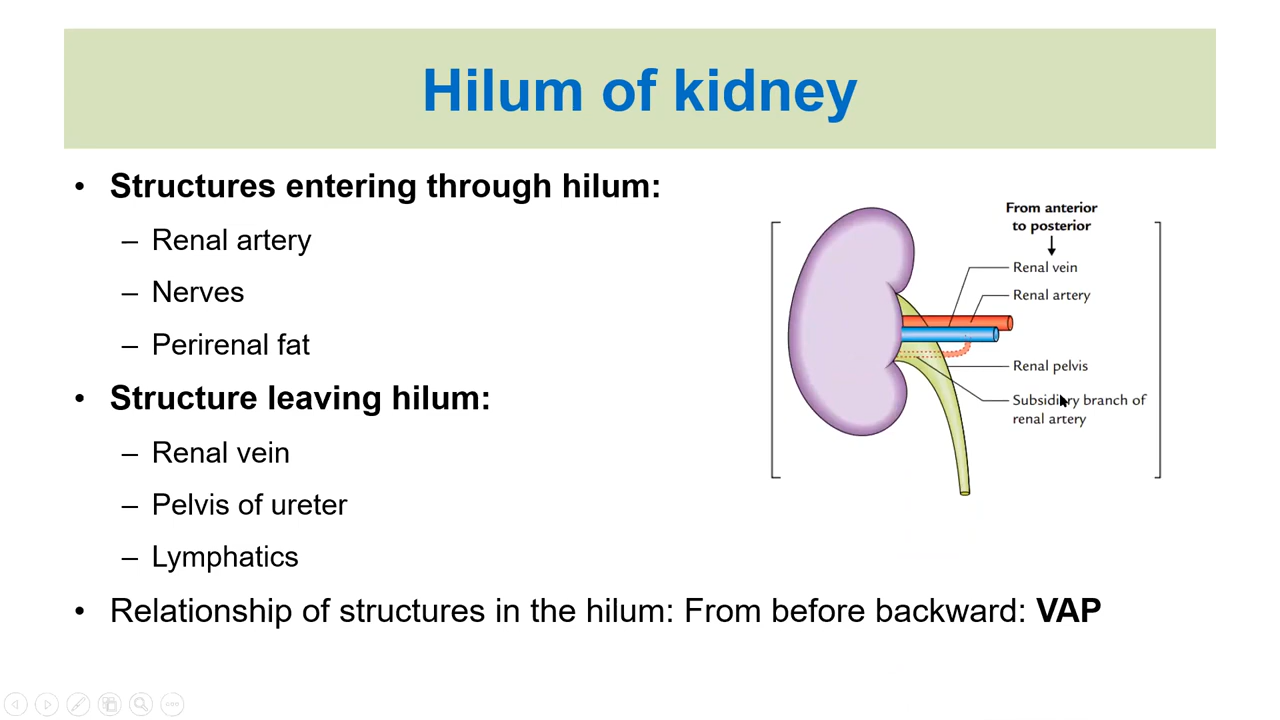 Hilum of kidney
• Structures entering through hilum:
– Renal artery
– Nerves
– Perirenal fat
• Structure leaving hilum:
– Renal vein
– Pelvis of ureter
– Lymphatics
• Relationship of structures in the hilum: From before backward: VAP
From anterior
to posterior
Renal vein
Renal artery
Renal pelvis
Subsidiary branch of
renal artery